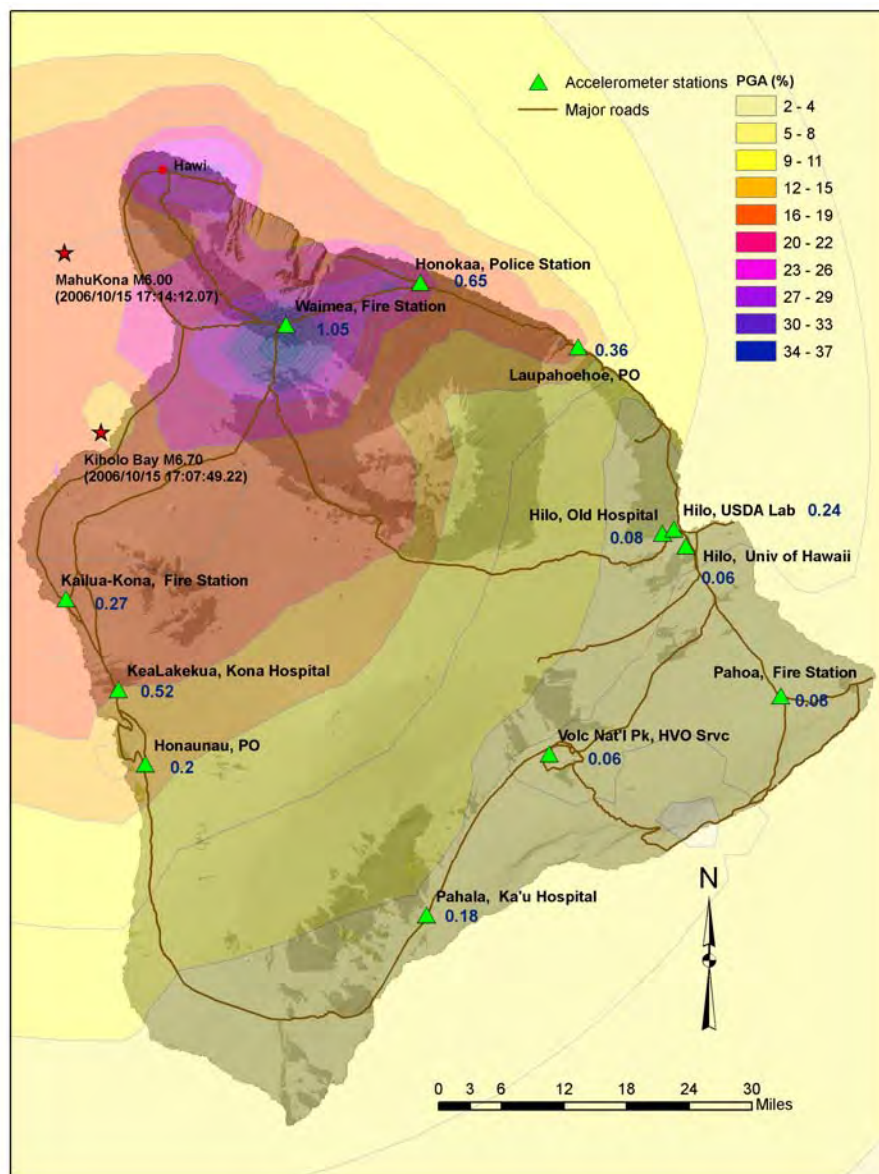 Accelerometer stations
Major roads
PGA (%)
2 - 4
5 - 8
9 - 11
12 - 15
16 - 19
20 - 22
23 - 26
27 - 29
30 - 33
34 - 37
Hawi
MahuKona M6.00
(2006/10/15 17:14:12.07)
Honokaa, Police Station
0.65
Waimea, Fire Station
1.05
0.36
Laupahoehoe, PO
Kiholo Bay M6.70
(2006/10/15 17:07:49.22)
Hilo, Old Hospital
0.08
Hilo, USDA Lab 0.24
Hilo, Univ of Hawaii
0.06
Kailua-Kona, Fire Station
0.27
KeaLakekua, Kona Hospital
0.52
Pahoa, Fire Station
0.08
Honaunau, PO
0.2
Volc Nat'l Pk, HVO Srvc
0.06
Pahala, Ka'u Hospital
0.18
N
0 3 6 12 18 24 30
Miles